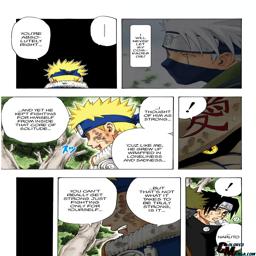 I WILL
NEVER LET
MY COM-
RADES DIE!
...
YOU'RE
ABSO-
LUTELY
RIGHT...
!
I
THOUGHT
OF HIM AS
STRONG...
...CUZ LIKE
ME, HE GREW UP
WRAPPED IN
LONELINESS
AND SADNESS...
...AND YET HE
KEPT FIGHTING
FOR HIMSELF
FROM INSIDE
THAT CORE OF
SOLITUDE...
!
BUT THAT'S NOT
WHAT IT
TAKES TO BE
TRULY
STRONG,
IS IT...
YOU CAN'T
REALLY GET
STRONG JUST
FIGHTING
ONLY FOR
YOURSELF...
NARUTO